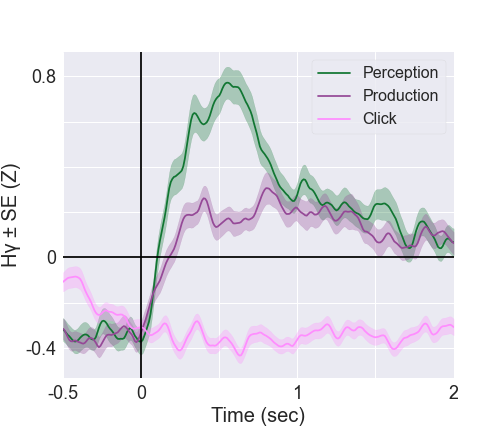 Perception
Production
Click
Hγ ± SE (Z)
0.8
0
-0.4
-0.5
0
1
2
Time (sec)